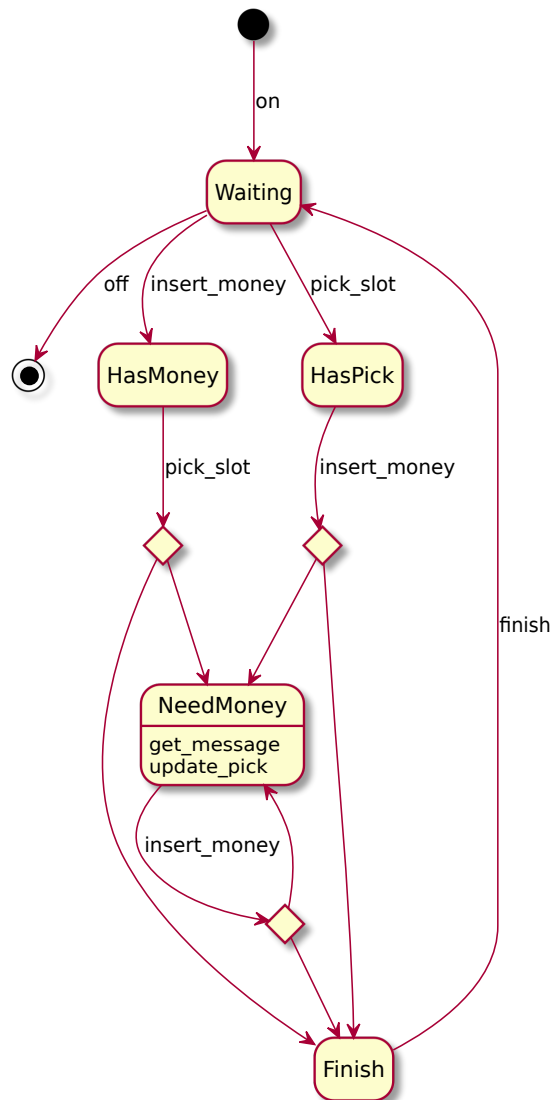 on
Waiting
off
insert_money
pick_slot
HasMoney
HasPick
pick_slot
insert_money
finish
NeedMoney
get_message
update_pick
insert_money
Finish